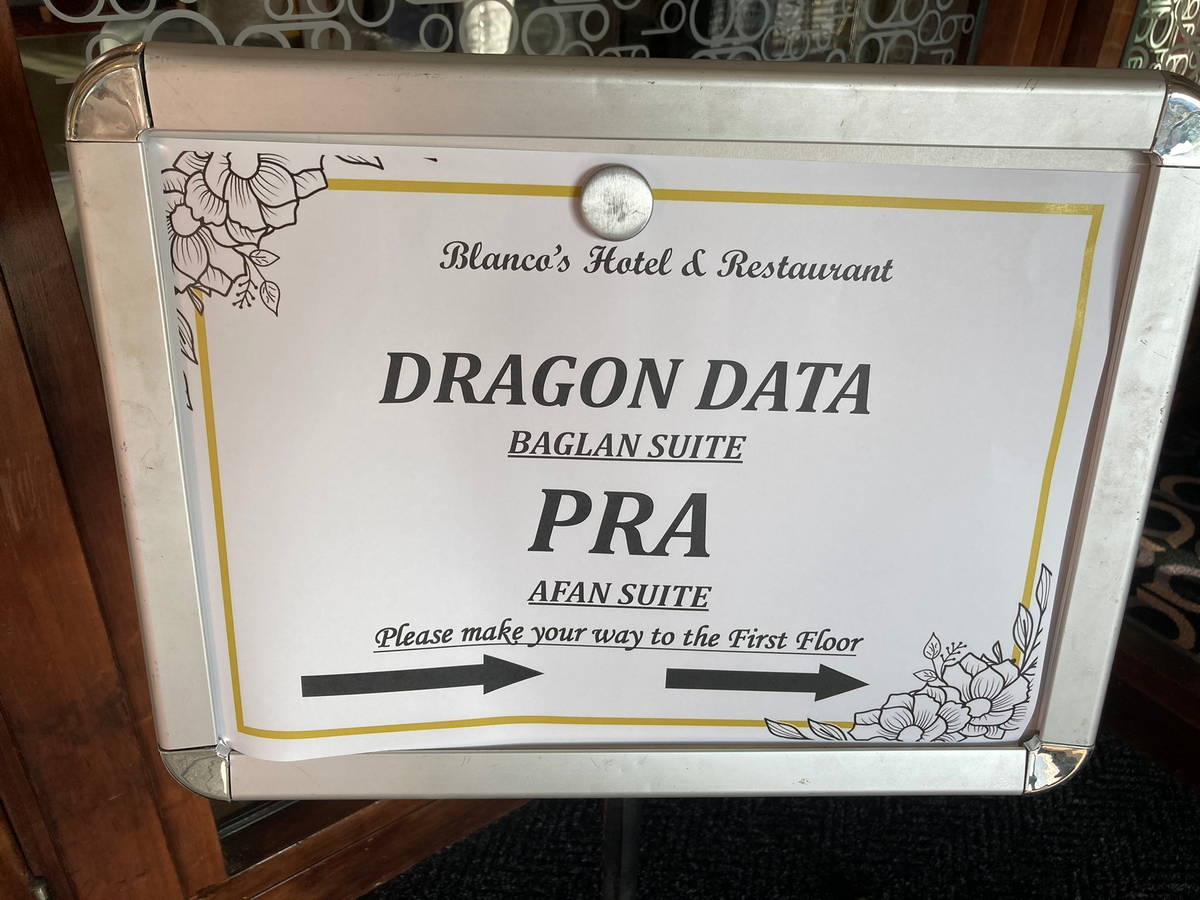 Blanco's Hotel & Restaurant
DRAGON DATA
BAGLAN SUITE
PRA
AFAN SUITE
Please make your way to the First Floor